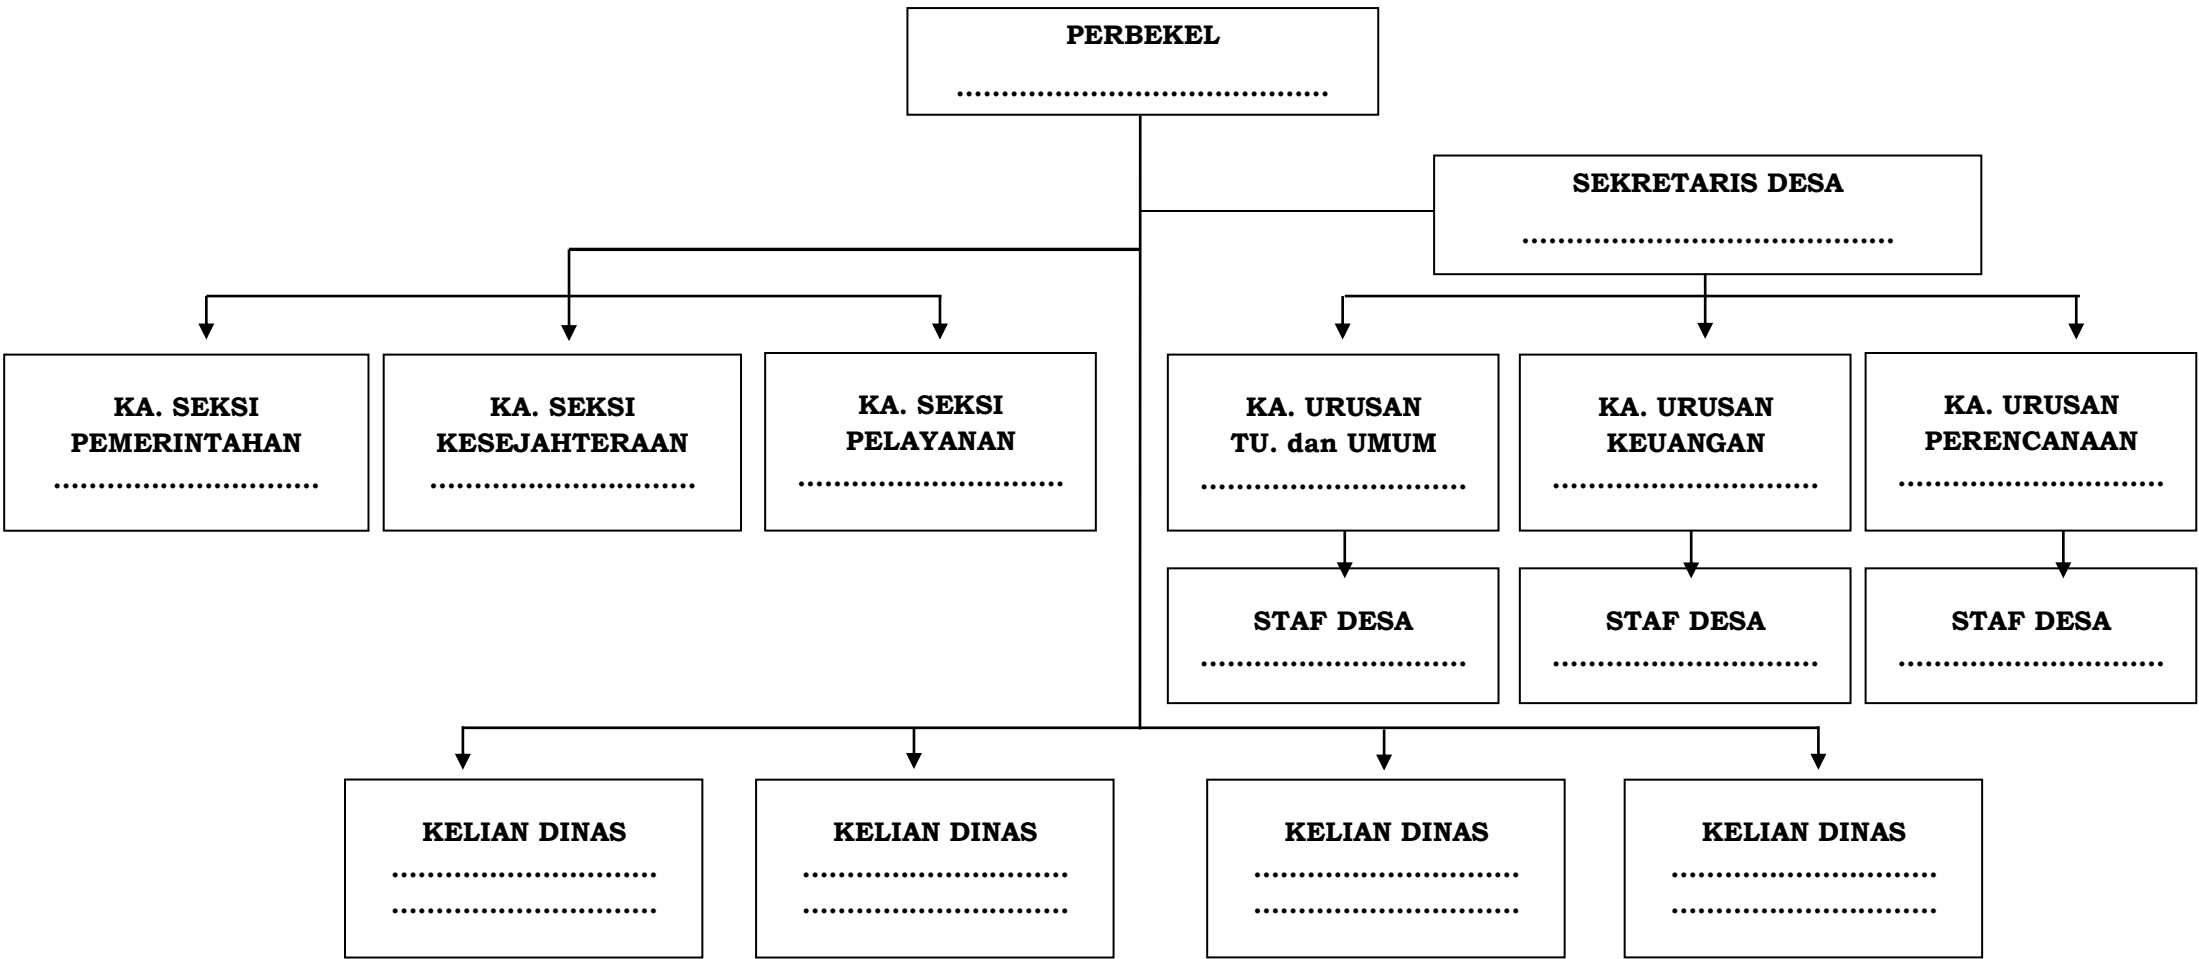 PERBEKEL
..........................................
SEKRETARIS DESA
..........................................
KA. SEKSI
PEMERINTAHAN
..............................
KA. SEKSI
KESEJAHTERAAN
..............................
KA. SEKSI
PELAYANAN
..............................
KA. URUSAN
TU. dan UMUM
..............................
KA. URUSAN
KEUANGAN
..............................
KA. URUSAN
PERENCANAAN
..............................
STAF DESA
..............................
STAF DESA
..............................
STAF DESA
..............................
KELIAN DINAS
..............................
..............................
KELIAN DINAS
..............................
..............................
KELIAN DINAS
..............................
..............................
KELIAN DINAS
..............................
..............................